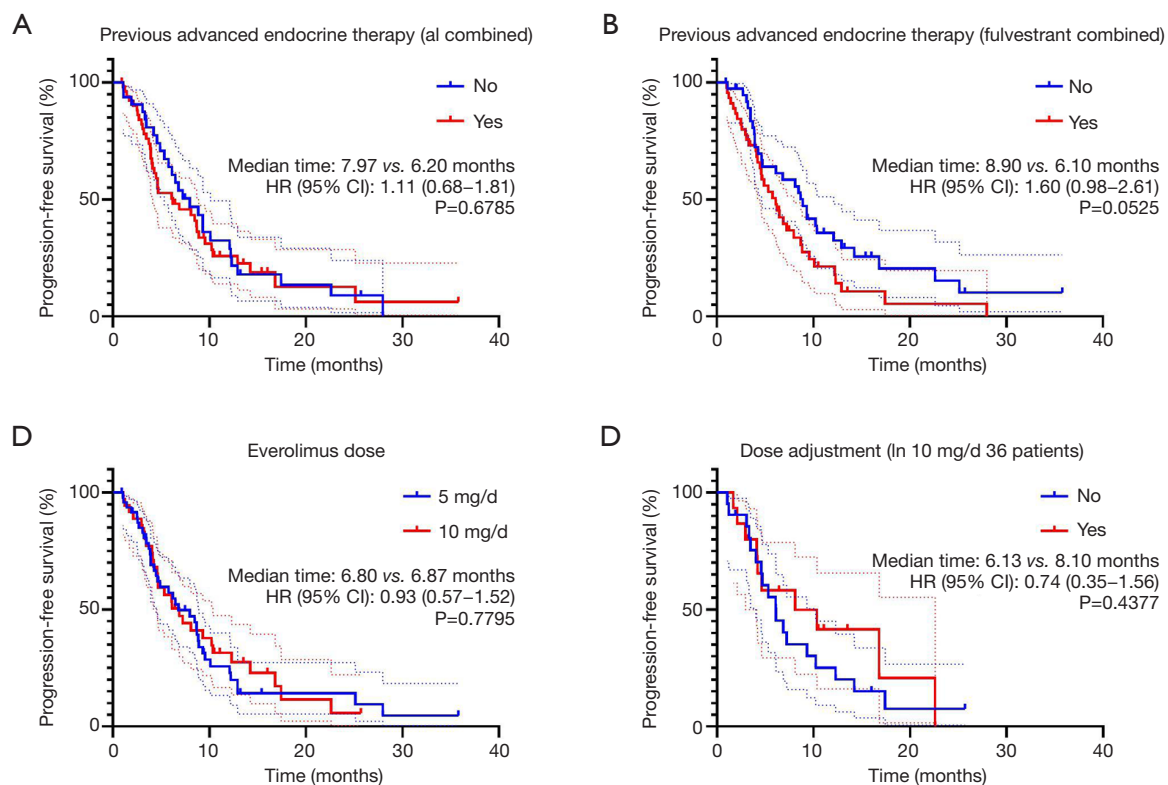 A
Previous advanced endocrine therapy (al combined)
Progression-free survival (%)
100
50
0
No
Yes
Median time: 7.97 vs. 6.20 months
HR (95% CI): 1.11 (0.68–1.81)
P=0.6785
0 10 20 30 40
Time (months)
B
Previous advanced endocrine therapy (fulvestrant combined)
Progression-free survival (%)
100
50
0
No
Yes
Median time: 8.90 vs. 6.10 months
HR (95% CI): 1.60 (0.98–2.61)
P=0.0525
0 10 20 30 40
Time (months)
D
Everolimus dose
Progression-free survival (%)
100
50
0
5 mg/d
10 mg/d
Median time: 6.80 vs. 6.87 months
HR (95% CI): 0.93 (0.57–1.52)
P=0.7795
0 10 20 30 40
Time (months)
D
Dose adjustment (ln 10 mg/d 36 patients)
Progression-free survival (%)
100
50
0
No
Yes
Median time: 6.13 vs. 8.10 months
HR (95% CI): 0.74 (0.35–1.56)
P=0.4377
0 10 20 30 40
Time (months)